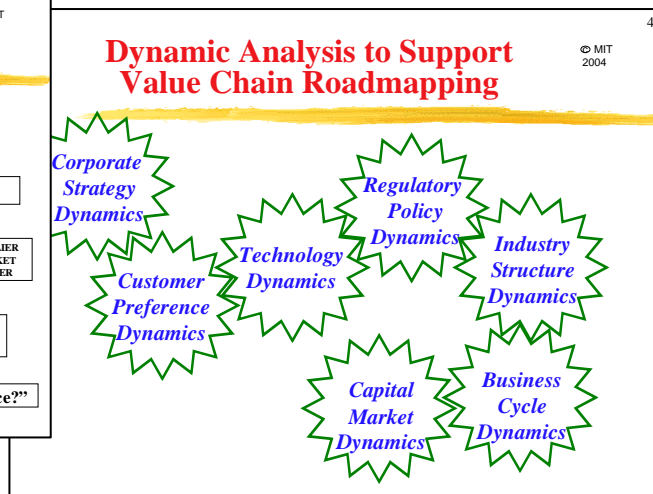 Dynamic Analysis to Support
Value Chain Roadmapping
© MIT
2004
4
Corporate
Strategy
Dynamics
Customer
Preference
Dynamics
Technology
Dynamics
Regulatory
Policy
Dynamics
Industry
Structure
Dynamics
Capital
Market
Dynamics
Business
Cycle
Dynamics